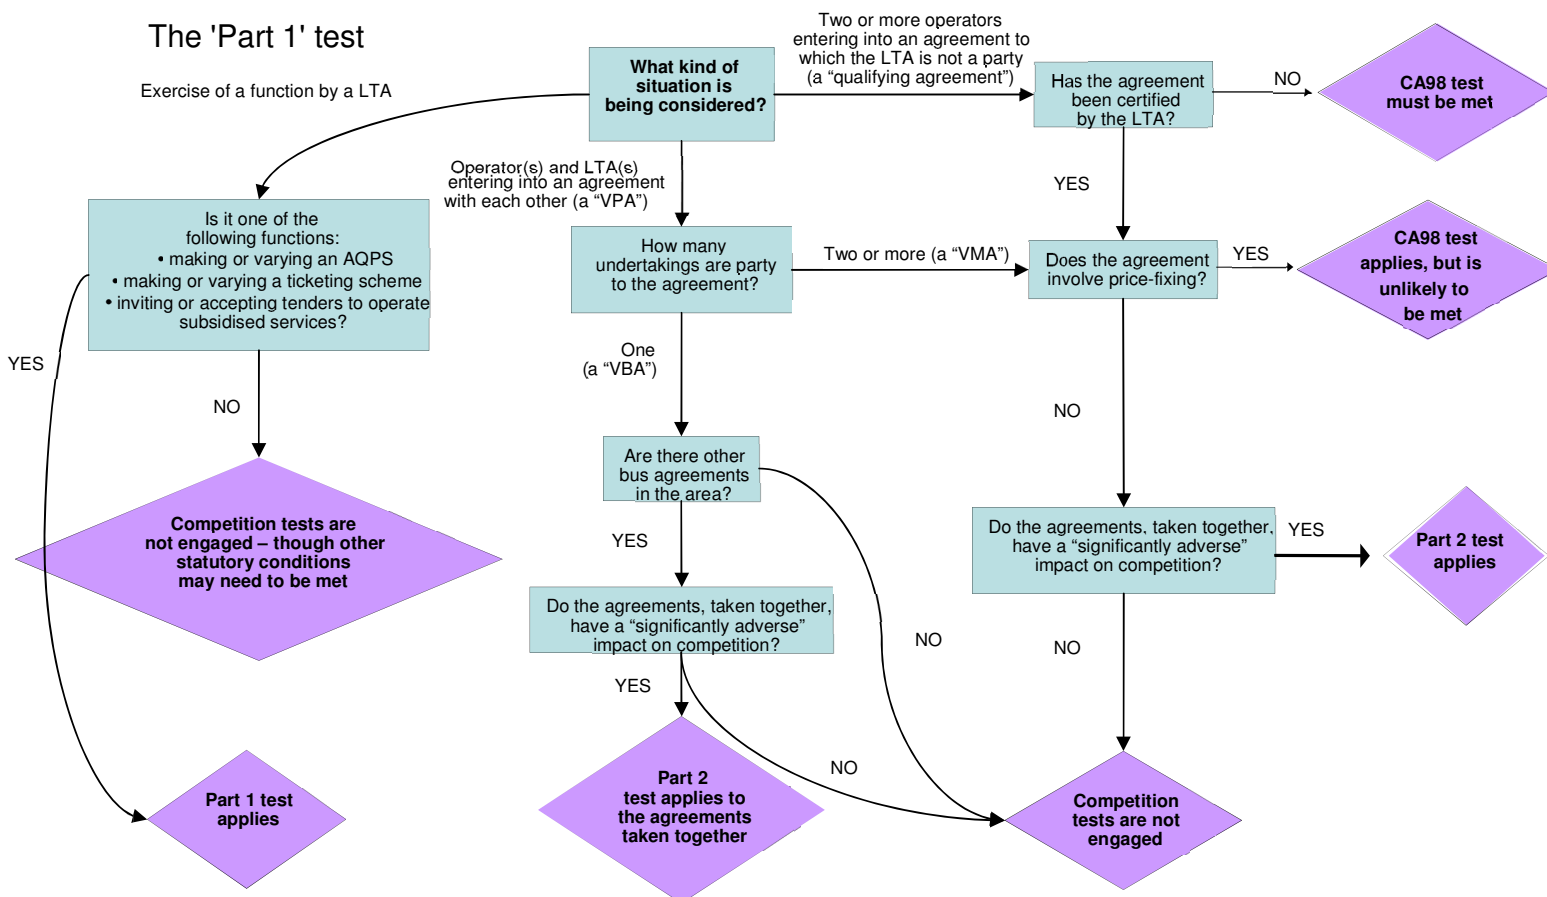 The 'Part 1' test
Exercise of a function by a LTA
What kind of
situation is
being considered?
Two or more operators
entering into an agreement to
which the LTA is not a party
(a “qualifying agreement”)
Has the agreement
been certified
by the LTA?
NO
CA98 test
must be met
Operator(s) and LTA(s)
entering into an agreement
with each other (a “VPA”)
YES
Is it one of the
following functions:
• making or varying an AQPS
• making or varying a ticketing scheme
• inviting or accepting tenders to operate
subsidised services?
How many
undertakings are party
to the agreement?
Two or more (a “VMA”)
Does the agreement
involve price-fixing?
YES
CA98 test
applies, but is
unlikely to
be met
YES
NO
One
(a “VBA”)
NO
Competition tests are
not engaged – though other
statutory conditions
may need to be met
Are there other
bus agreements
in the area?
YES
NO
Do the agreements, taken together,
have a “significantly adverse”
impact on competition?
YES
Part 2 test
applies
Do the agreements, taken together,
have a “significantly adverse”
impact on competition?
NO
YES
NO
Part 1 test
applies
Part 2
test applies to
the agreements
taken together
Competition
tests are not
engaged